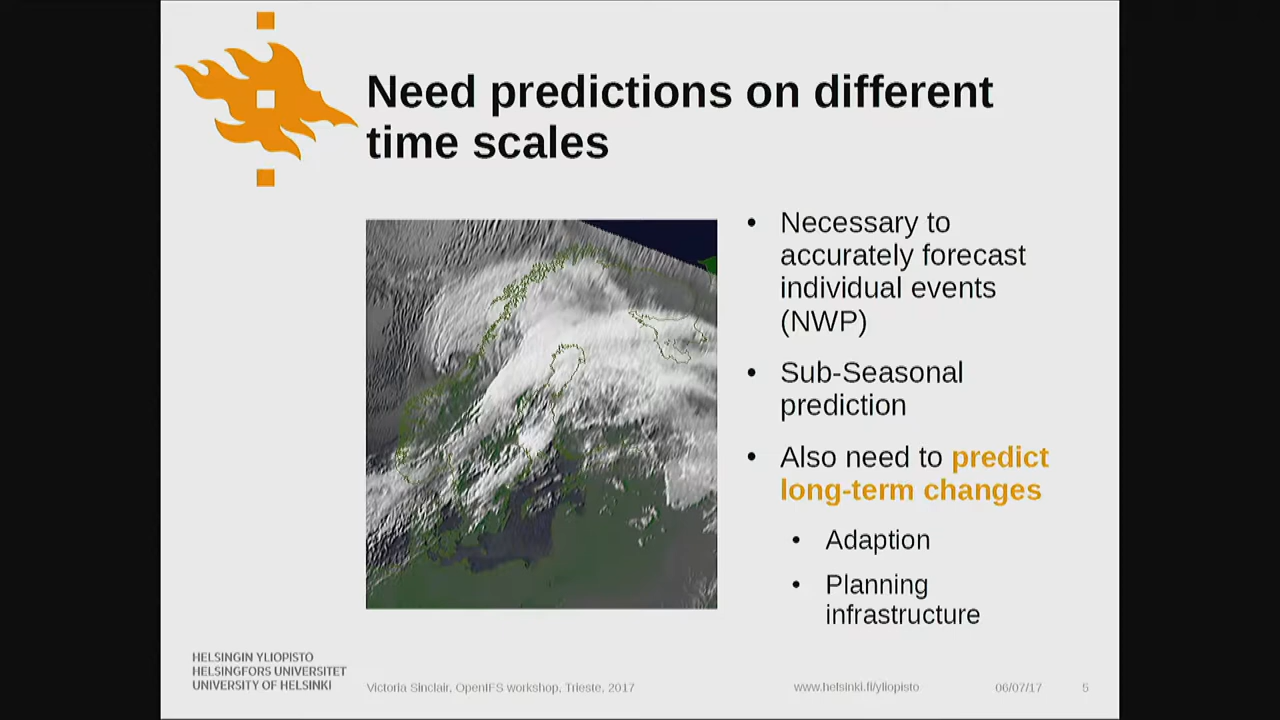 Need predictions on different
time scales
• Necessary to
accurately forecast
individual events
(NWP)
• Sub-Seasonal
prediction
• Also need to predict
long-term changes
• Adaption
• Planning
infrastructure
HELSINGIN YLIOPISTO
HELSINGFORS UNIVERSITET
UNIVERSITY OF HELSINKI
Victoria Sinclair, OpenIFS workshop, Trieste, 2017
www.helsinki.fi/yliopisto
06/07/17
5